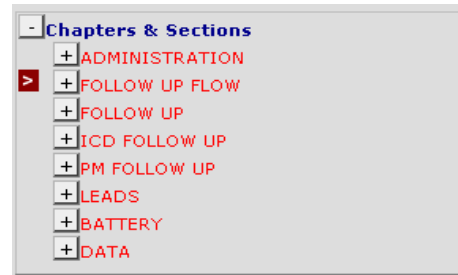 - Chapters & Sections
+ ADMINISTRATION
> + FOLLOW UP FLOW
+ FOLLOW UP
+ ICD FOLLOW UP
+ PM FOLLOW UP
+ LEADS
+ BATTERY
+ DATA